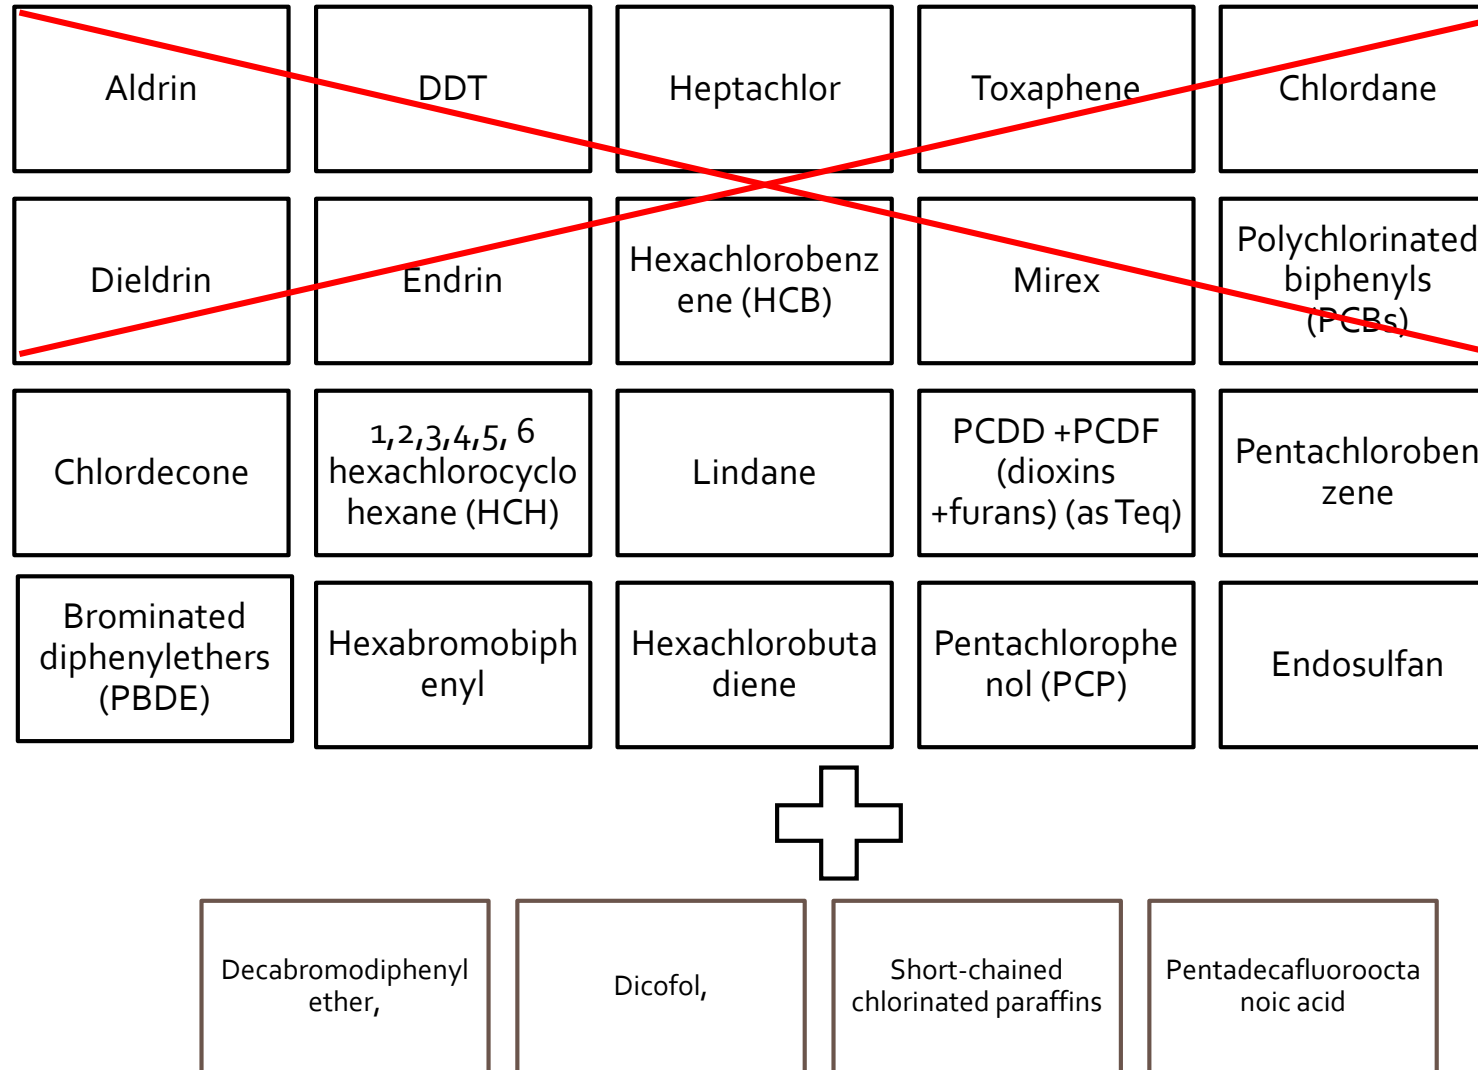 Aldrin
DDT
Heptachlor
Toxaphene
Chlordane
Dieldrin
Endrin
Hexachlorobenz
ene (HCB)
Mirex
Polychlorinated
biphenyls
(PCBs)
Chlordecone
1,2,3,4,5, 6
hexachlorocyclo
hexane (HCH)
Lindane
PCDD +PCDF
(dioxins
+furans) (as Teq)
Pentachloroben
zene
Brominated
diphenylethers
(PBDE)
Hexabromobiph
enyl
Hexachlorobuta
diene
Pentachlorophe
nol (PCP)
Endosulfan
Decabromodiphenyl
ether,
Dicofol,
Short-chained
chlorinated paraffins
Pentadecafluoroocta
noic acid